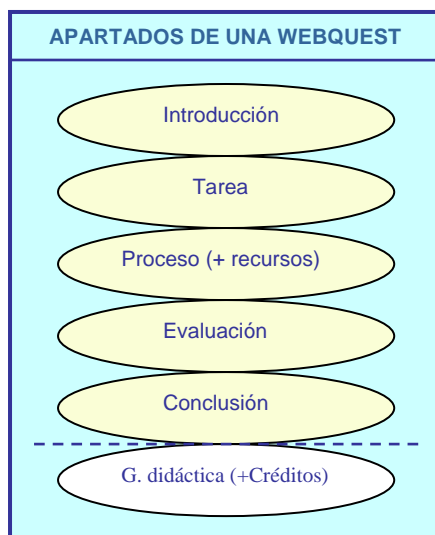 APARTADOS DE UNA WEBQUEST
Introducción
Tarea
Proceso (+ recursos)
Evaluación
Conclusión
G. didáctica (+Créditos)